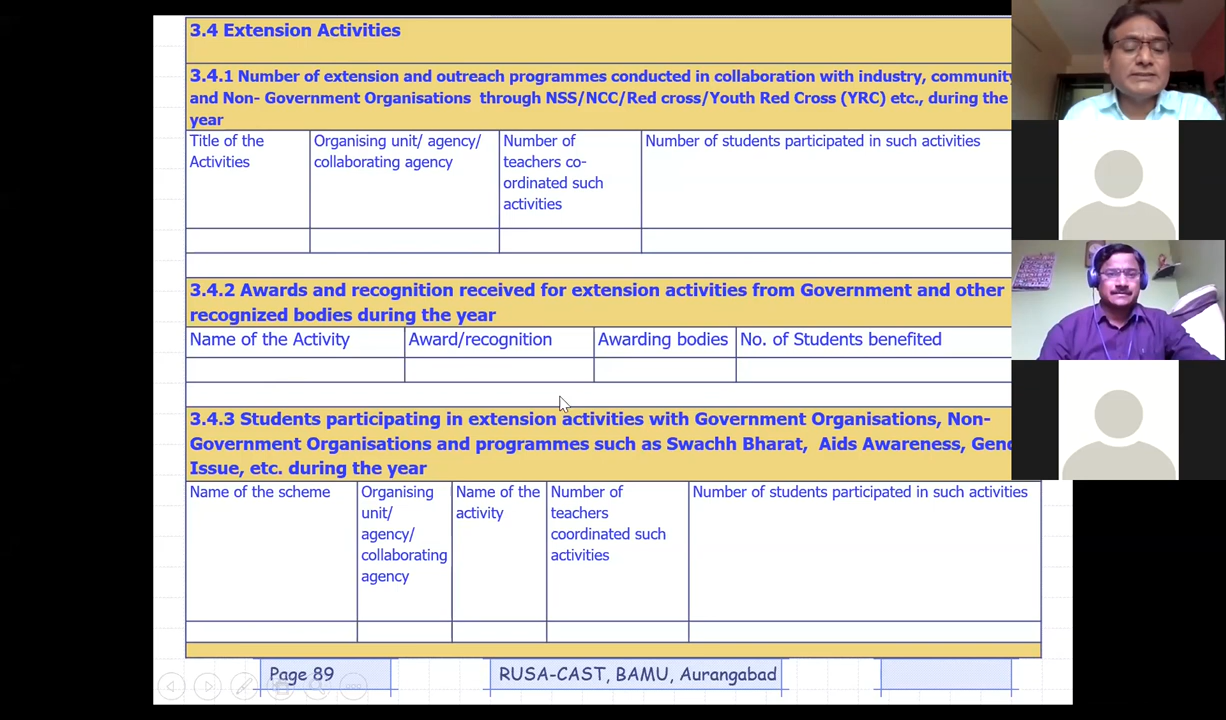 3.4 Extension Activities
3.4.1 Number of extension and outreach programmes conducted in collaboration with industry, community
and Non- Government Organisations through NSS/NCC/Red cross/Youth Red Cross (YRC) etc., during the
year
Title of the
Activities
Organising unit/ agency/
collaborating agency
Number of
teachers co-
ordinated such
activities
Number of students participated in such activities
3.4.2 Awards and recognition received for extension activities from Government and other
recognized bodies during the year
Name of the Activity
Award/recognition
Awarding bodies
No. of Students benefited
3.4.3 Students participating in extension activities with Government Organisations, Non-
Government Organisations and programmes such as Swachh Bharat, Aids Awareness, Gend
Issue, etc. during the year
Name of the scheme
Organising
unit/
agency/
collaborating
agency
Name of the
activity
Number of
teachers
coordinated such
activities
Number of students participated in such activities
Page 89
RUSA-CAST, BAMU, Aurangabad